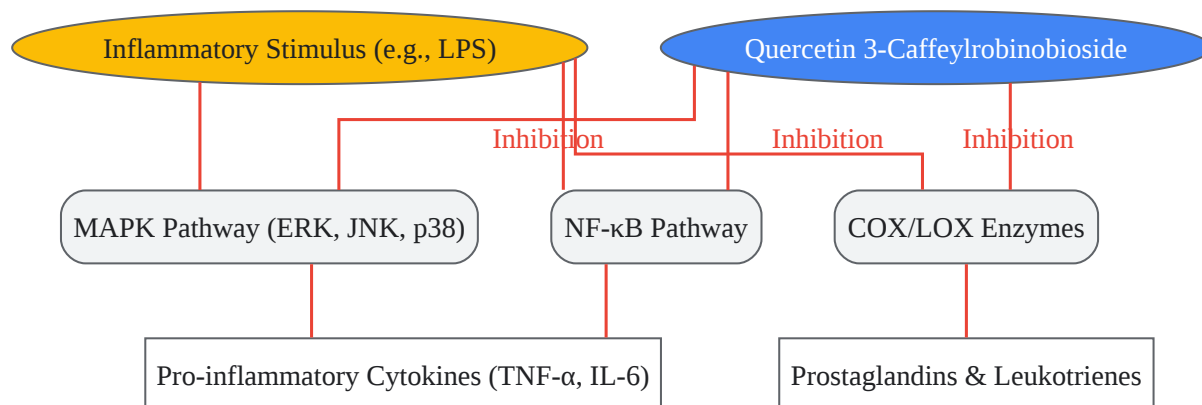 Inflammatory Stimulus (e.g., LPS)
Quercetin 3-Caffeylrobinobioside
Inhibition
Inhibition
Inhibition
MAPK Pathway (ERK, JNK, p38)
NF-κB Pathway
COX/LOX Enzymes
Pro-inflammatory Cytokines (TNF-α, IL-6)
Prostaglandins & Leukotrienes